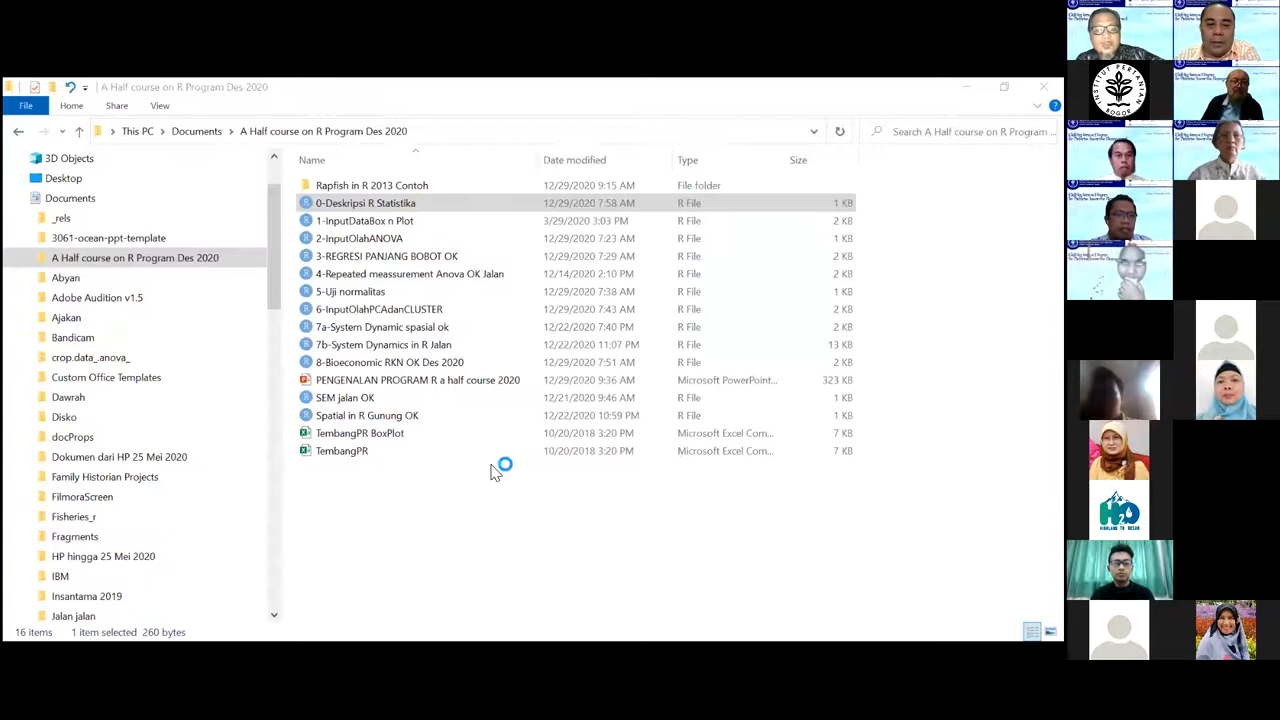 A Half course on R Program Des 2020
File Home Share View
This PC Documents A Half course on R Program Des 2020
Search A Half course on R Program ...
Name Date modified Type Size
3D Objects
Desktop
Documents
_rels
3061-ocean-ppt-template
A Half course on R Program Des 2020
Abyan
Adobe Audition v1.5
Ajakan
Bandicam
crop.data_.anova_
Custom Office Templates
Dawrah
Disko
docProps
Dokumen dari HP 25 Mei 2020
Family Historian Projects
FilmoraScreen
Fisheries_r
Fragments
HP hingga 25 Mei 2020
IBM
Insantama 2019
Jalan jalan
Rapfish in R 2013 Contoh 12/29/2020 9:15 AM File folder
0-Deskripsi R 12/29/2020 7:58 AM R File 1 KB
1-InputDataBox n Plot 3/29/2020 3:03 PM R File 2 KB
2-InputOlahANOVA 12/29/2020 7:23 AM R File 2 KB
3-REGRESI n OK 12/29/2020 7:29 AM R File 2 KB
4-Repeated measurement Anova OK Jalan 12/14/2020 2:10 PM R File 1 KB
5-Uji normalitas 12/29/2020 7:38 AM R File 1 KB
6-InputOlahPCAdanCLUSTER 12/29/2020 7:43 AM R File 2 KB
7a-System Dynamic spasial ok 12/22/2020 7:40 PM R File 2 KB
7b-System Dynamics in R Jalan 12/22/2020 11:07 PM R File 13 KB
8-Bioeconomic RKN OK Des 2020 12/29/2020 7:51 AM R File 2 KB
PENGENALAN PROGRAM R a half course 2020 12/29/2020 9:36 AM Microsoft PowerPoint... 323 KB
SEM jalan OK 12/21/2020 9:46 AM R File 1 KB
Spatial in R Gunung OK 12/22/2020 10:59 PM R File 1 KB
TembangPR BoxPlot 10/20/2018 3:20 PM Microsoft Excel Com... 7 KB
TembangPR 10/20/2018 3:20 PM Microsoft Excel Com... 7 KB
16 items 1 item selected 260 bytes
INSTITUT PERTANIAN BOGOR
H2O
HIGHLAND TO OCEAN